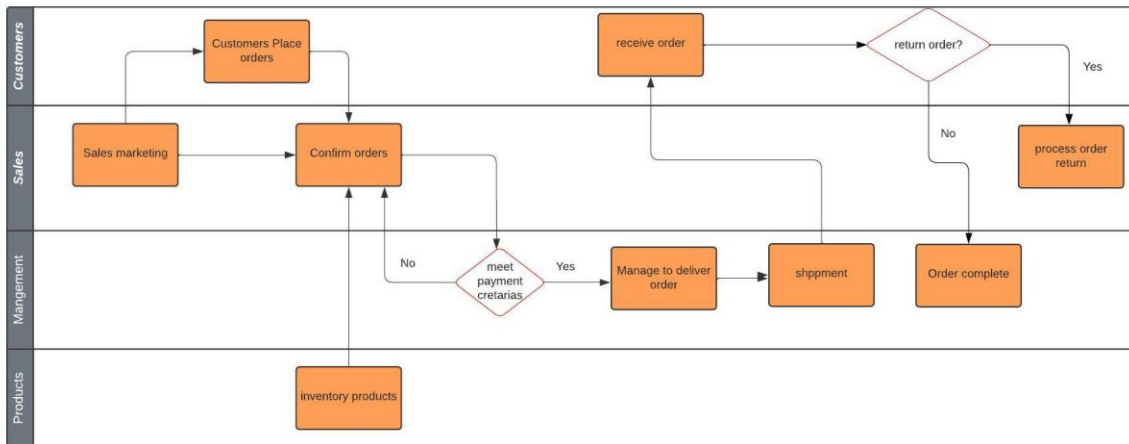 Customers
Customers Place
orders
receive order
return order?
Yes
Sales
Sales marketing
Confirm orders
No
process order
return
Mangement
No
meet
payment
cretarias
Yes
Manage to deliver
order
shppment
Order complete
Products
inventory products